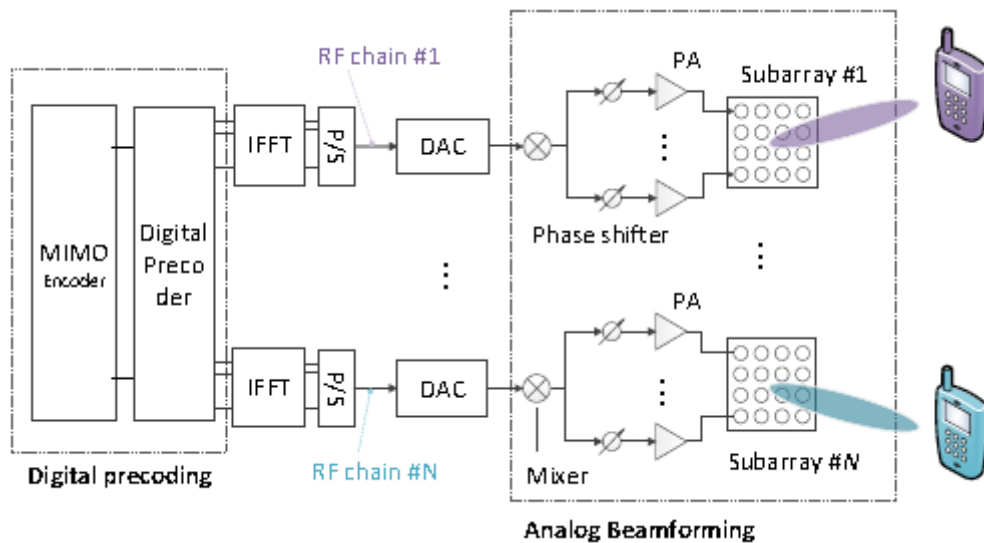 RF chain #1
PA
Subarray #1
IFFT
P/S
DAC
Phase shifter
MIMO
Encoder
Digital
Preco
der
PA
IFFT
P/S
DAC
RF chain #N
Mixer
Subarray #N
Digital precoding
Analog Beamforming